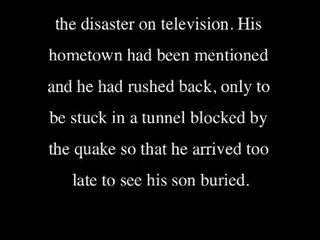 the disaster on television. His
hometown had been mentioned
and he had rushed back, only to
be stuck in a tunnel blocked by
the quake so that he arrived too
late to see his son buried.